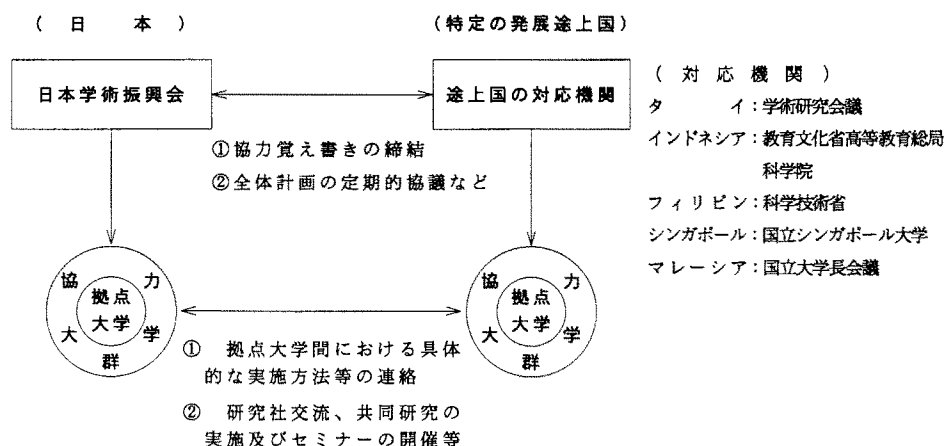 (日 本)
(特定の発展途上国)
日本学術振興会
途上国の対応機関
①協力覚え書きの締結
②全体計画の定期的協議など
(対応機関)
タイ:学術研究会議
インドネシア:教育文化省高等教育総局
科学院
フィリピン:科学技術省
シンガポール:国立シンガポール大学
マレーシア:国立大学長会議
協力大学群
拠点
大学
協力大学群
拠点
大学
① 拠点大学間における具体
的な実施方法等の連絡
② 研究社交流、共同研究の
実施及びセミナーの開催等